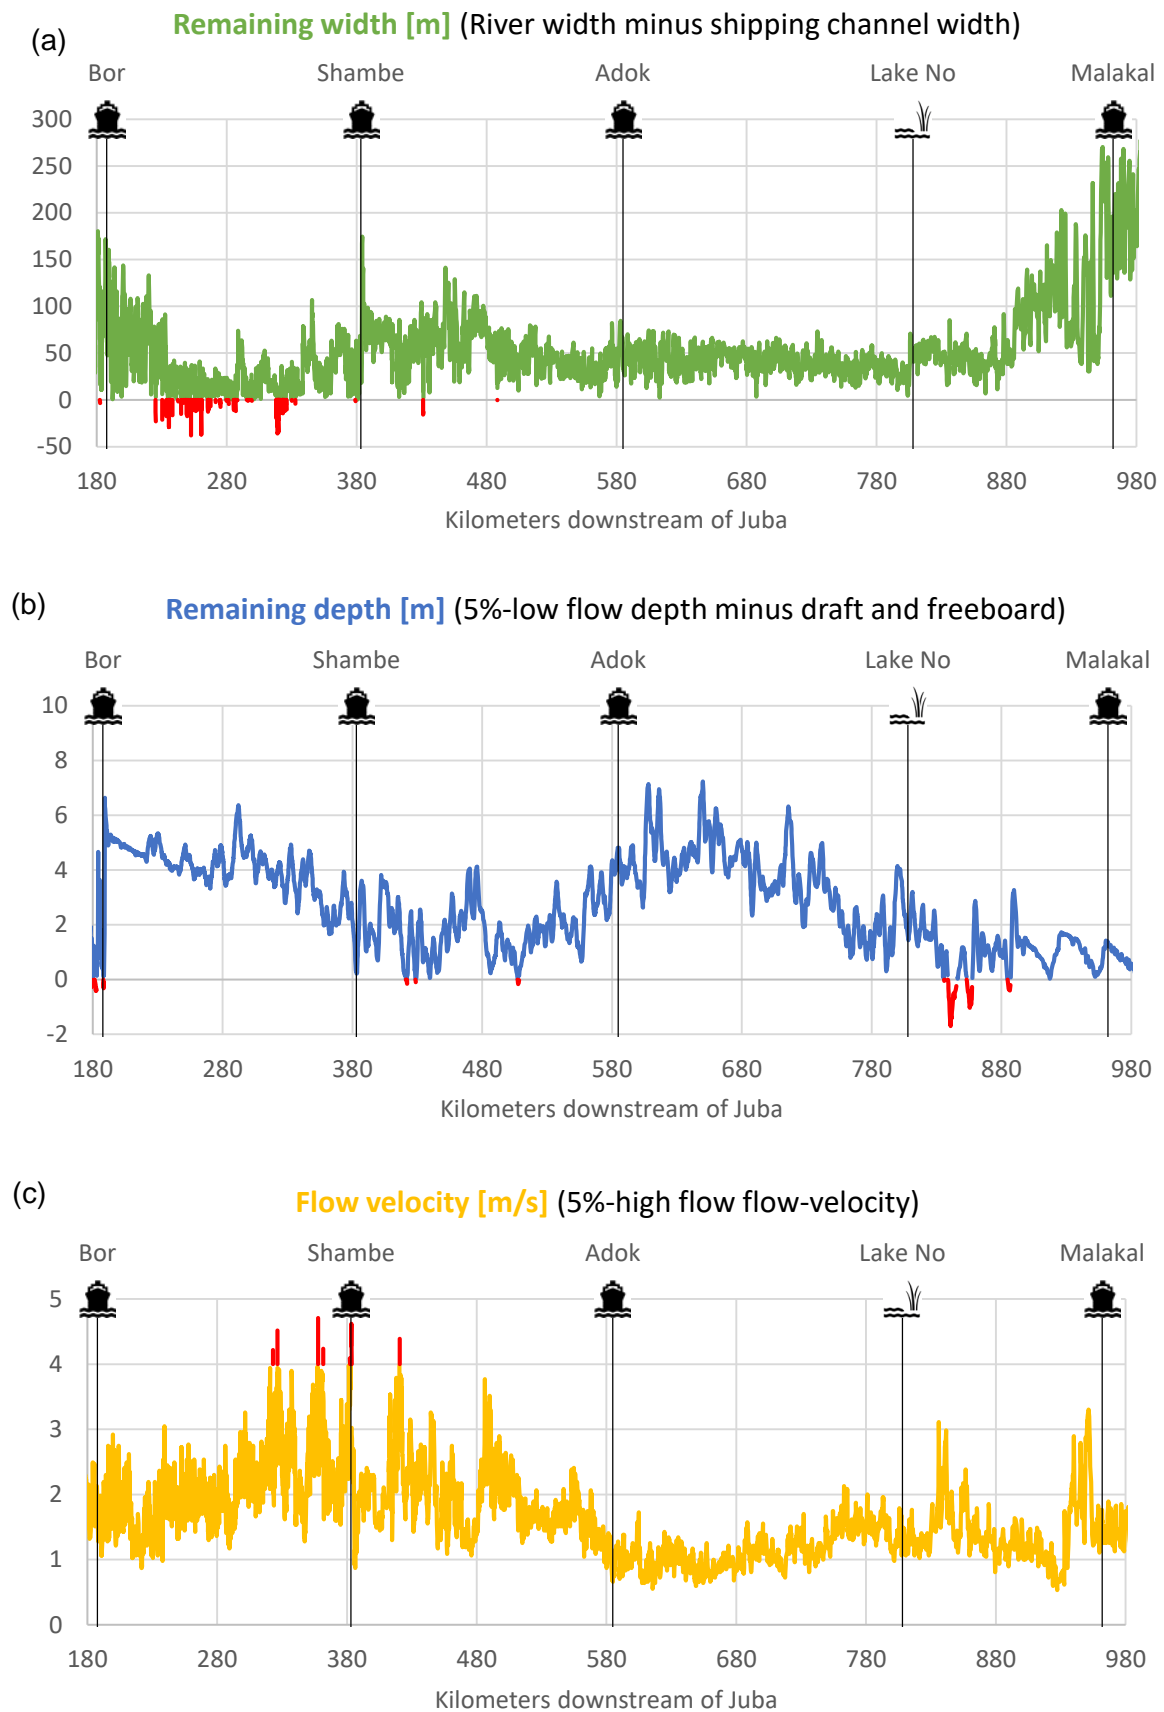 (a)
Remaining width [m] (River width minus shipping channel width)
Bor Shambe Adok Lake No Malakal
300
250
200
150
100
50
0
-50
180 280 380 480 580 680 780 880 980
Kilometers downstream of Juba
(b)
Remaining depth [m] (5%-low flow depth minus draft and freeboard)
Bor Shambe Adok Lake No Malakal
10
8
6
4
2
0
-2
180 280 380 480 580 680 780 880 980
Kilometers downstream of Juba
(c)
Flow velocity [m/s] (5%-high flow flow-velocity)
Bor Shambe Adok Lake No Malakal
5
4
3
2
1
0
180 280 380 480 580 680 780 880 980
Kilometers downstream of Juba